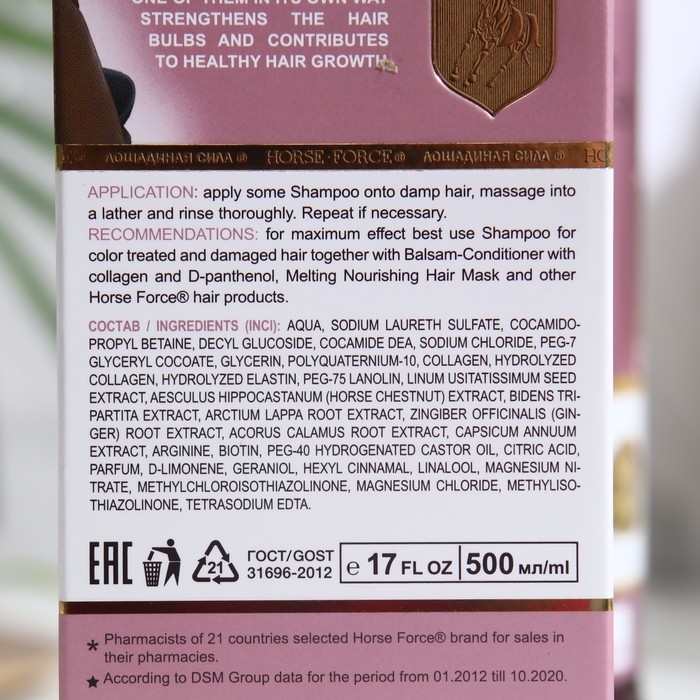 ONE OF THEM IN ITS OWN WAY
STRENGTHENS THE HAIR
BULBS AND CONTRIBUTES
TO HEALTHY HAIR GROWTH.
ЛОШАДИНАЯ СИЛА ® HORSE·FORCE® ЛОШАДИНАЯ СИЛА ® HO
APPLICATION: apply some Shampoo onto damp hair, massage into
a lather and rinse thoroughly. Repeat if necessary.
RECOMMENDATIONS: for maximum effect best use Shampoo for
color treated and damaged hair together with Balsam-Conditioner with
collagen and D-panthenol, Melting Nourishing Hair Mask and other
Horse Force® hair products.
СОСТАВ / INGREDIENTS (INCI): AQUA, SODIUM LAURETH SULFATE, COCAMIDO-
PROPYL BETAINE, DECYL GLUCOSIDE, COCAMIDE DEA, SODIUM CHLORIDE, PEG-7
GLYCERYL COCOATE, GLYCERIN, POLYQUATERNIUM-10, COLLAGEN, HYDROLYZED
COLLAGEN, HYDROLYZED ELASTIN, PEG-75 LANOLIN, LINUM USITATISSIMUM SEED
EXTRACT, AESCULUS HIPPOCASTANUM (HORSE CHESTNUT) EXTRACT, BIDENS TRI-
PARTITA EXTRACT, ARCTIUM LAPPA ROOT EXTRACT, ZINGIBER OFFICINALIS (GIN-
GER) ROOT EXTRACT, ACORUS CALAMUS ROOT EXTRACT, CAPSICUM ANNUUM
EXTRACT, ARGININE, BIOTIN, PEG-40 HYDROGENATED CASTOR OIL, CITRIC ACID,
PARFUM, D-LIMONENE, GERANIOL, HEXYL CINNAMAL, LINALOOL, MAGNESIUM NI-
TRATE, METHYLCHLOROISOTHIAZOLINONE, MAGNESIUM CHLORIDE, METHYLISO-
THIAZOLINONE, TETRASODIUM EDTA.
EAC 21 ГОСТ/GOST
31696-2012 ℮ 17 FL OZ 500 мл/ml
* Pharmacists of 21 countries selected Horse Force® brand for sales in
their pharmacies.
★ According to DSM Group data for the period from 01.2012 till 10.2020.